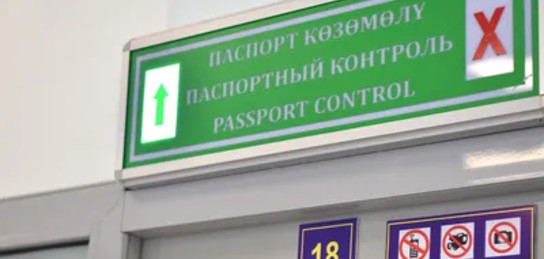 ПАСПОРТ КӨЗӨМӨЛҮ
ПАСПОРТНЫЙ КОНТРОЛЬ
PASSPORT CONTROL
18